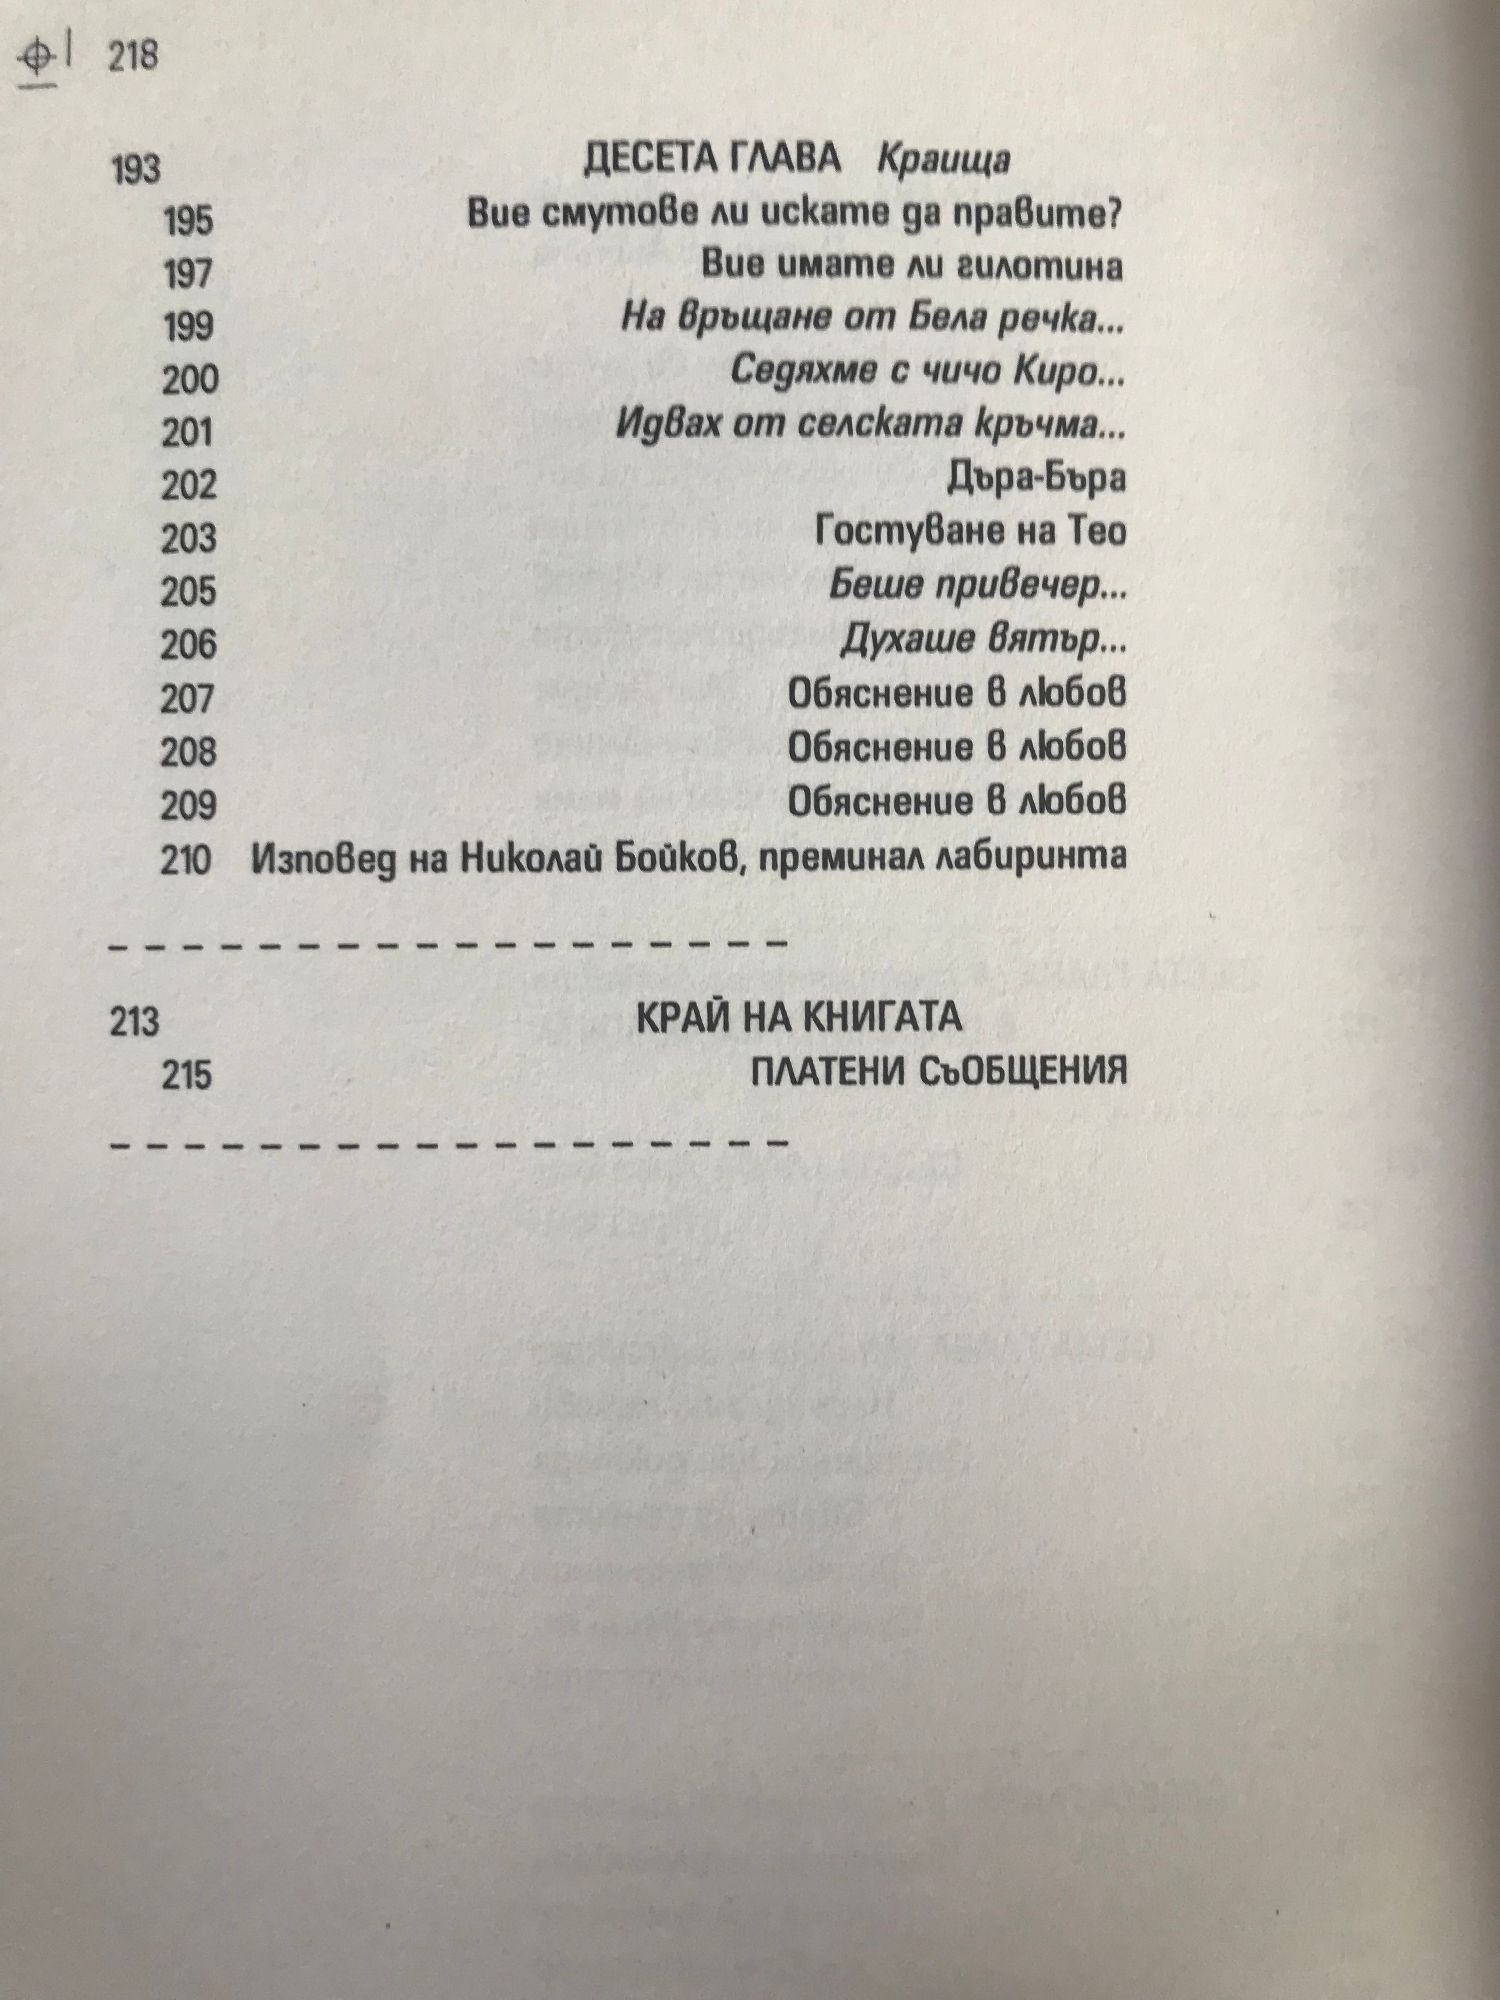 218
193 ДЕСЕТА ГЛАВА Краища
195 Вие смутове ли искате да правите?
197 Вие имате ли гилотина
199 На връщане от Бела речка...
200 Седяхме с чичо Киро...
201 Идвах от селската кръчма...
202 Дъра-Бъра
203 Гостуване на Тео
205 Беше привечер...
206 Духаше вятър...
207 Обяснение в любов
208 Обяснение в любов
209 Обяснение в любов
210 Изповед на Николай Бойков, преминал лабиринта
213 КРАЙ НА КНИГАТА
215 ПЛАТЕНИ СъОБЩЕНИЯ